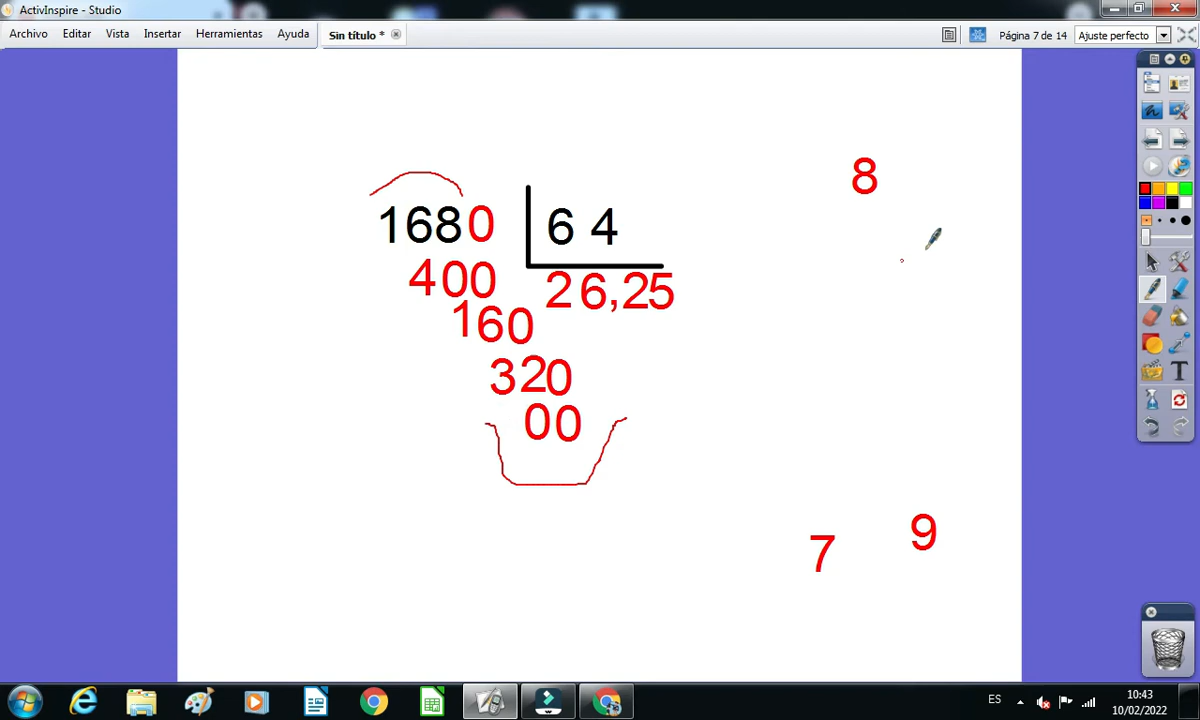 ActivInspire - Studio
Archivo Editar Vista Insertar Herramientas Ayuda Sin título * Página 7 de 14 Ajuste perfecto
8
1680 64
400 26,25
160
320
00
7 9
T
ES 10:43
10/02/2022